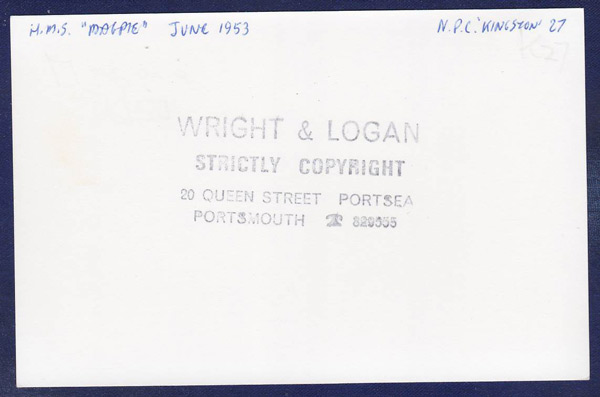 H.M.S. "MAGPIE" JUNE 1953 N.P.C. 'KINGSTON' 27
WRIGHT & LOGAN
STRICTLY COPYRIGHT
20 QUEEN STREET PORTSEA
PORTSMOUTH ☎